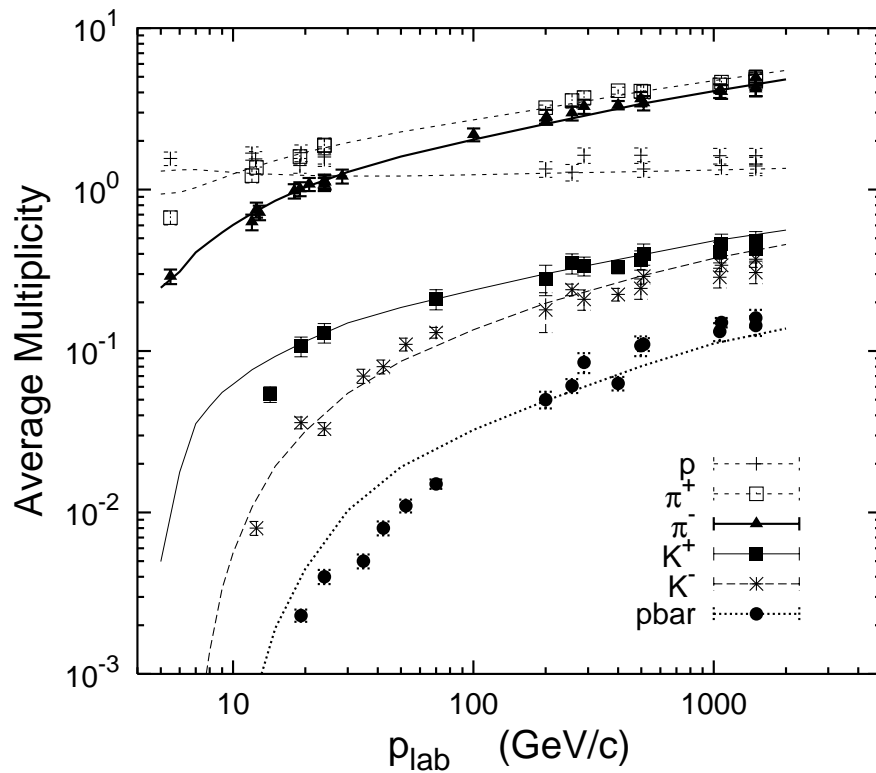 10^1
10^0
10^-1
10^-2
10^-3
Average Multiplicity
p
π^+
π^-
K^+
K^-
pbar
10
100
1000
p_lab (GeV/c)